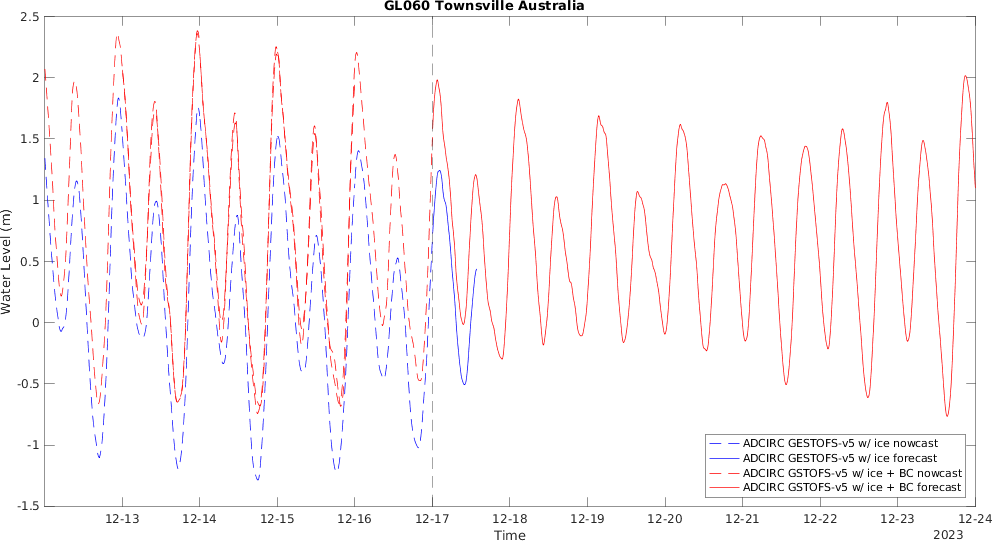 GL060 Townsville Australia
2.5
2
1.5
1
0.5
0
-0.5
-1
-1.5
Water Level (m)
ADCIRC GESTOFS-v5 w/ ice nowcast
ADCIRC GESTOFS-v5 w/ ice forecast
ADCIRC GSTOFS-v5 w/ ice + BC nowcast
ADCIRC GSTOFS-v5 w/ ice + BC forecast
12-13 12-14 12-15 12-16 12-17 12-18 12-19 12-20 12-21 12-22 12-23 12-24
Time
2023